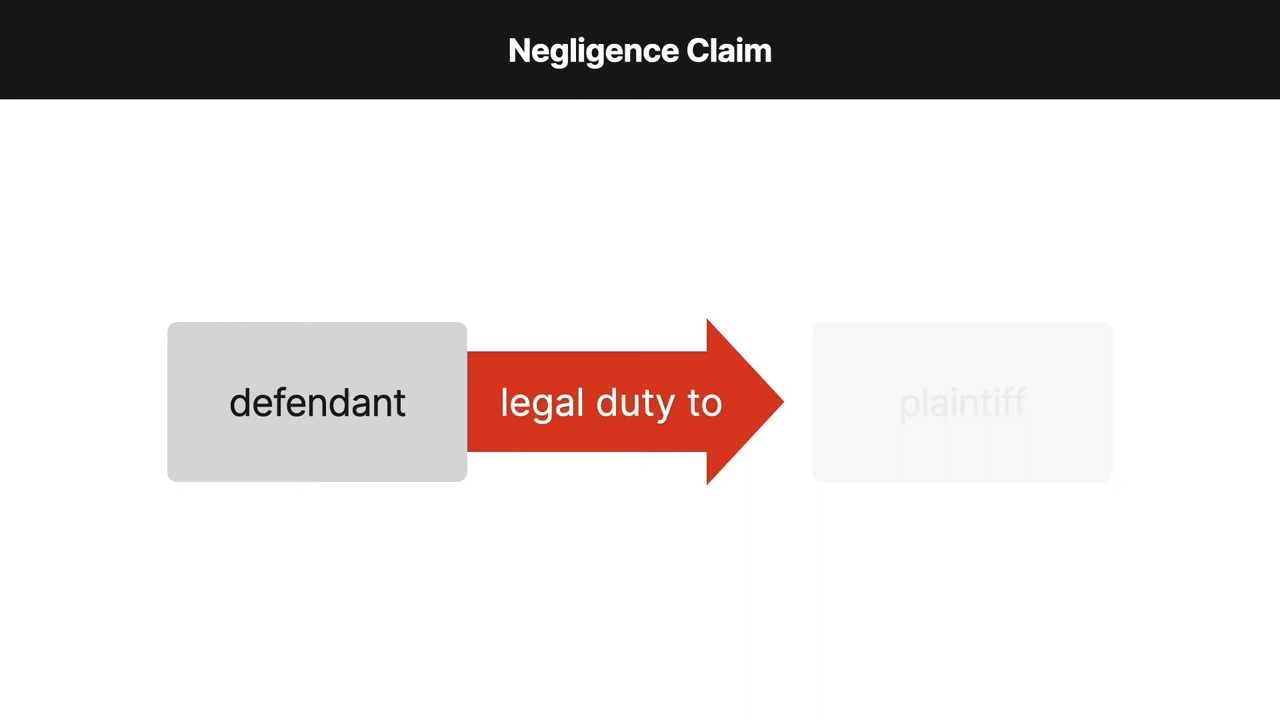 Negligence Claim
defendant
legal duty to
plaintiff